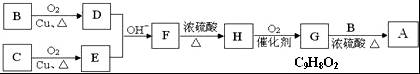 B O₂ Cu、△ D
OH⁻ F 浓硫酸 △ H O₂ 催化剂 G B 浓硫酸 △ A
C O₂ Cu、△ E C₉H₈O₂